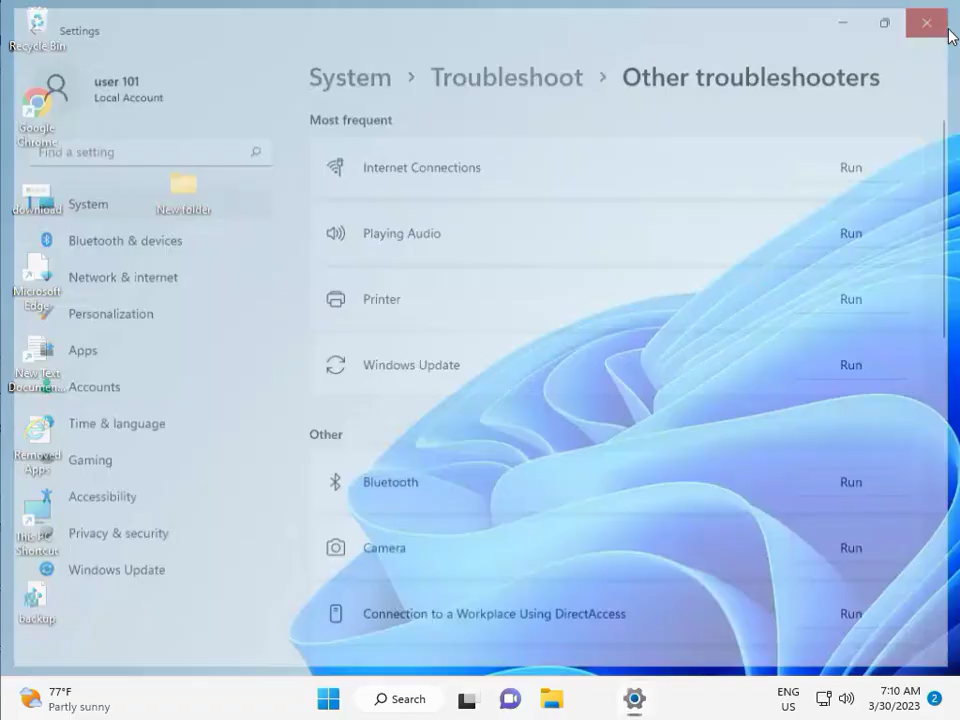 Settings
Recycle Bin
user 101
Local Account
System > Troubleshoot > Other troubleshooters
Google
Chrome
Find a setting
Most frequent
Internet Connections Run
download
System
New folder
Playing Audio Run
Bluetooth & devices
Network & internet
Microsoft
Edge
Printer Run
Personalization
Apps
Windows Update Run
New Text
Documen...
Accounts
Time & language
Other
Removed
Apps
Gaming
Bluetooth Run
Accessibility
This PC
Shortcut
Privacy & security
Camera Run
Windows Update
backup
Connection to a Workplace Using DirectAccess Run
77°F
Partly sunny
Search
ENG
US
7:10 AM
3/30/2023
2